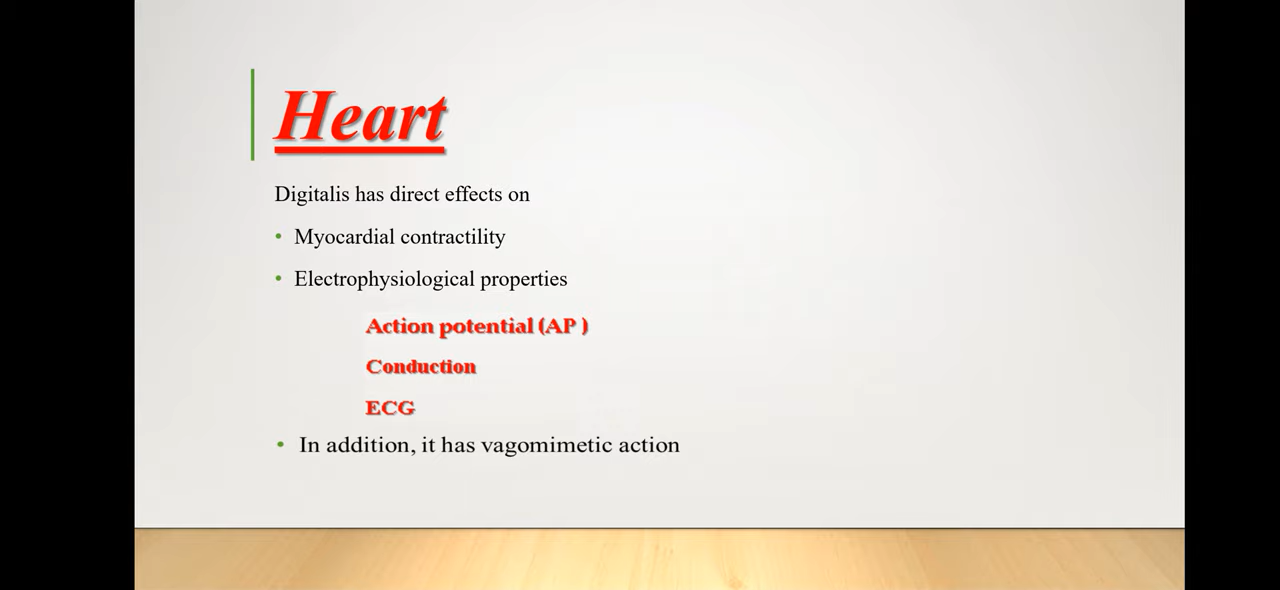 Heart
Digitalis has direct effects on
• Myocardial contractility
• Electrophysiological properties
Action potential (AP )
Conduction
ECG
• In addition, it has vagomimetic action